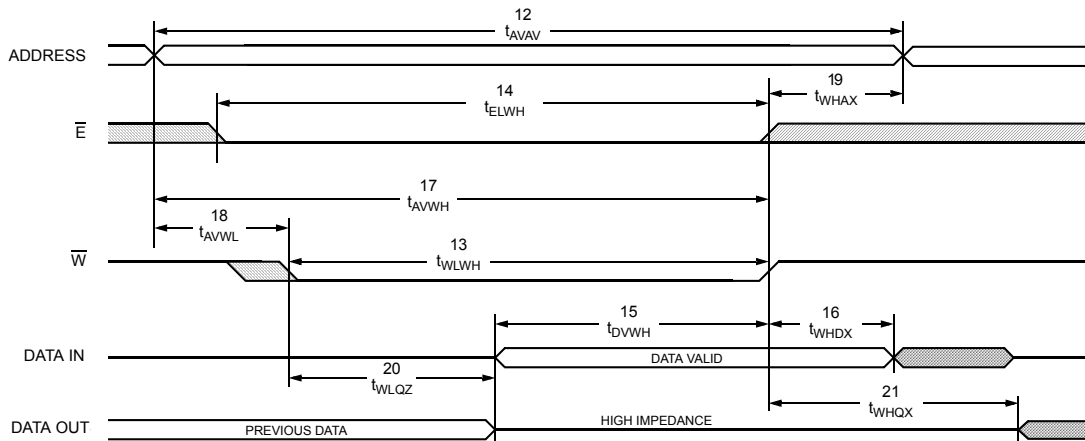 12
tAVAV
ADDRESS
19
tWHAX
14
tELWH
E
17
tAVWH
18
tAVWL
13
tWLWH
W
15
tDVWH
16
tWHDX
DATA IN
DATA VALID
20
tWLQZ
21
tWHQX
DATA OUT
PREVIOUS DATA
HIGH IMPEDANCE